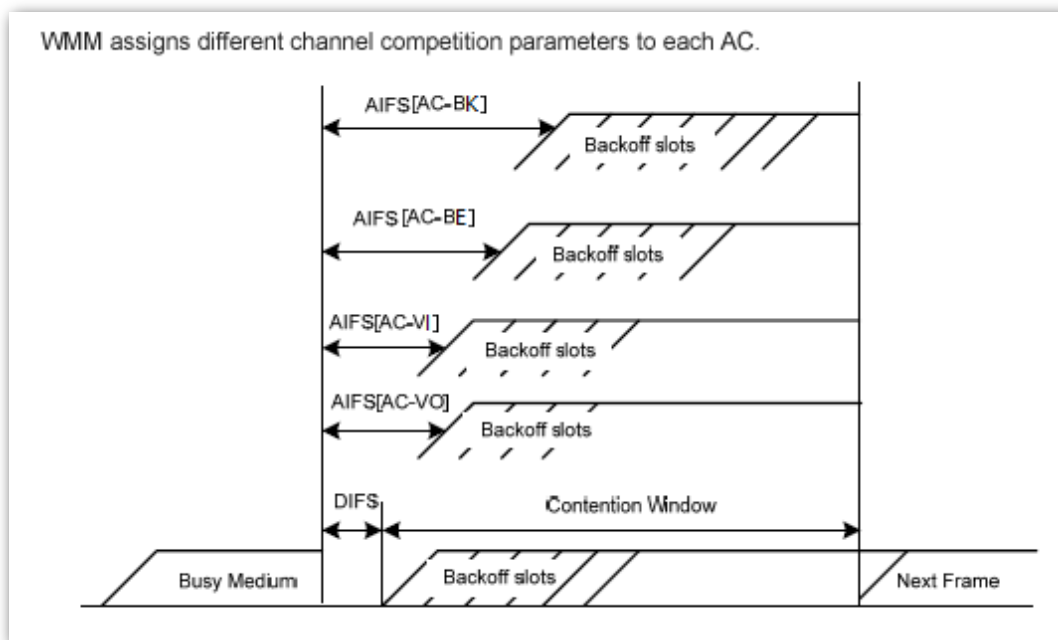 WMM assigns different channel competition parameters to each AC.
AIFS[AC-BK]
Backoff slots
AIFS[AC-BE]
Backoff slots
AIFS[AC-VI]
Backoff slots
AIFS[AC-VO]
Backoff slots
DIFS
Contention Window
Busy Medium
Backoff slots
Next Frame